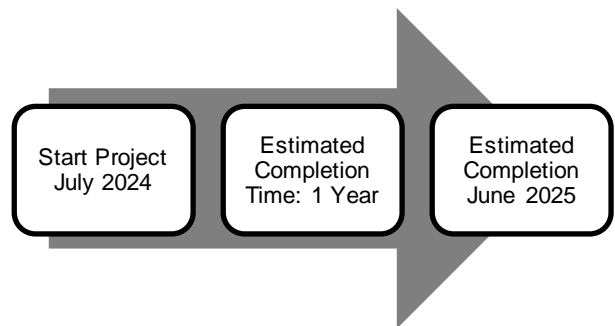 Start Project
July 2024
Estimated
Completion
Time: 1 Year
Estimated
Completion
June 2025